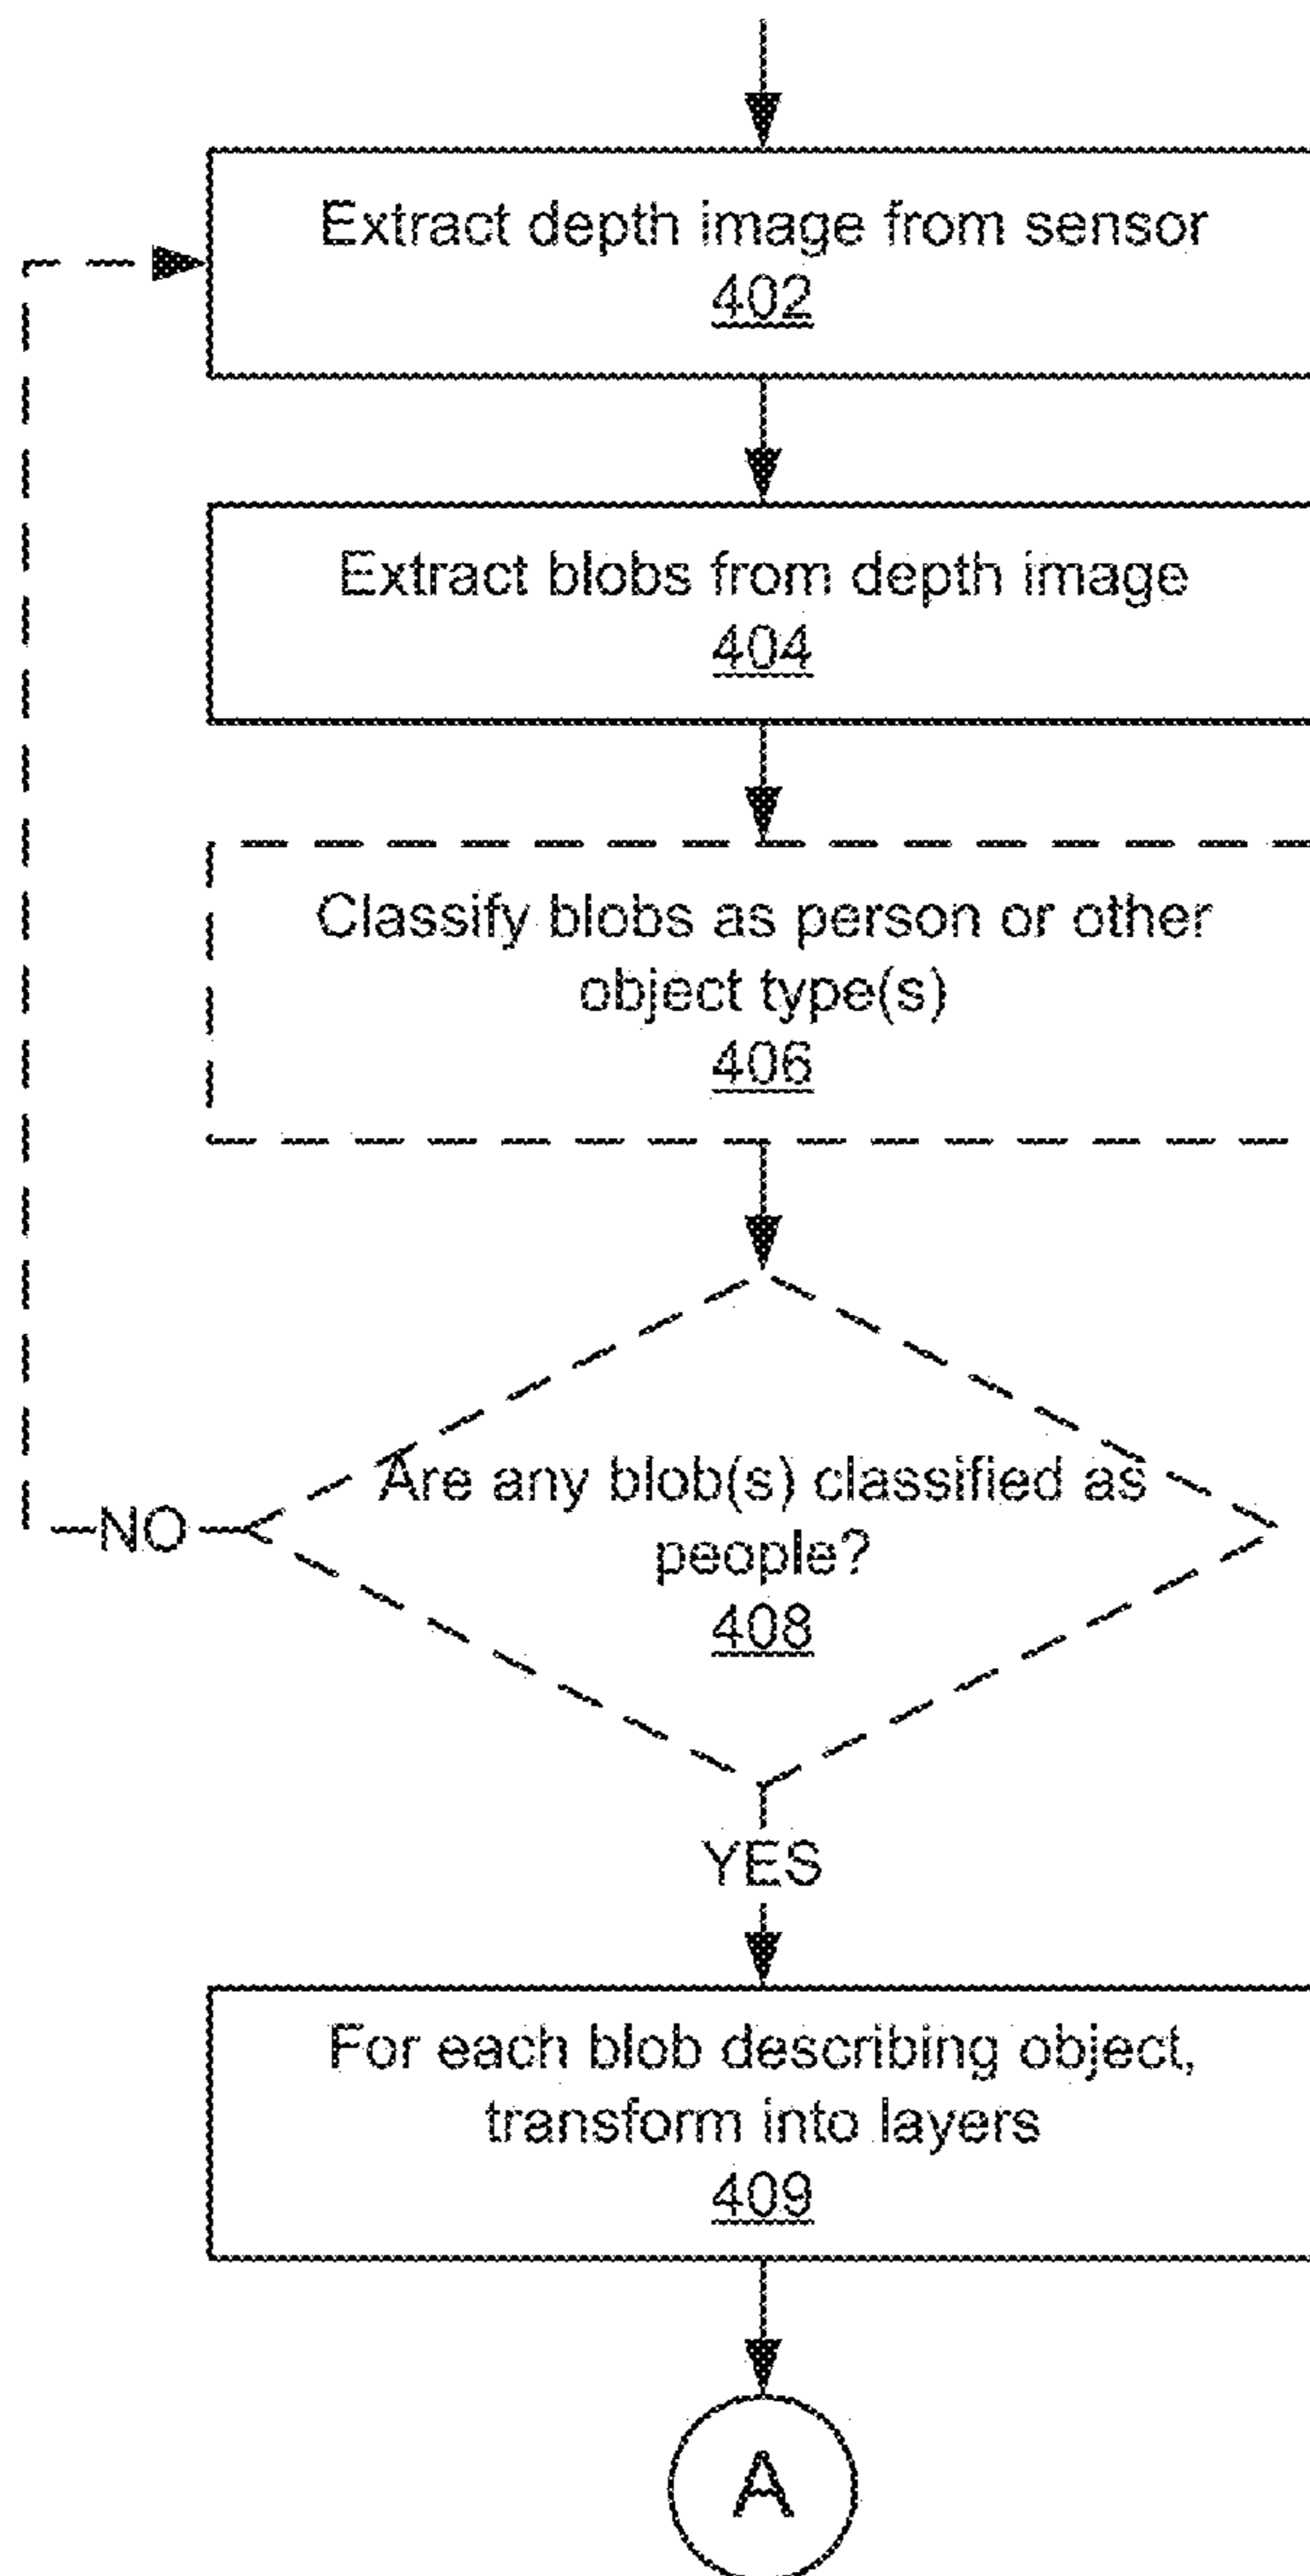 Extract depth image from sensor
402
Extract blobs from depth image
404
Classify blobs as person or other
object type(s)
406
Are any blob(s) classified as
people?
408
NO
YES
For each blob describing object,
transform into layers
409
A